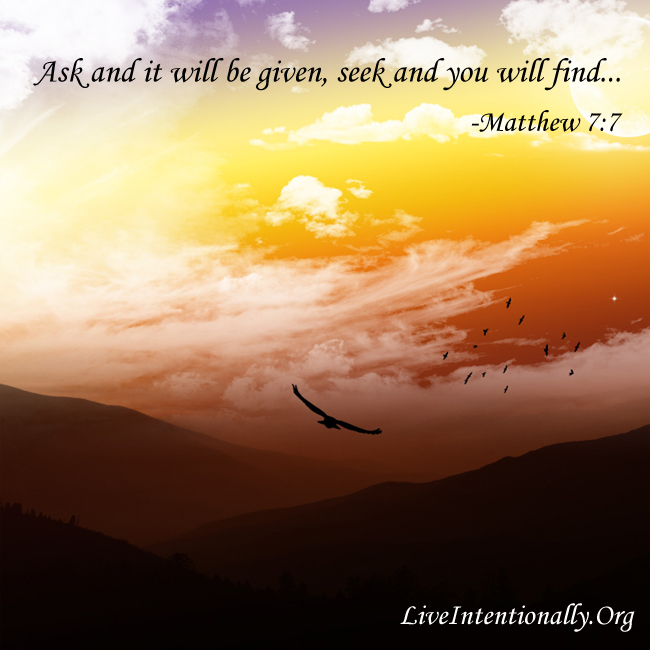 Ask and it will be given, seek and you will find...
-Matthew 7:7
LiveIntentionally.Org